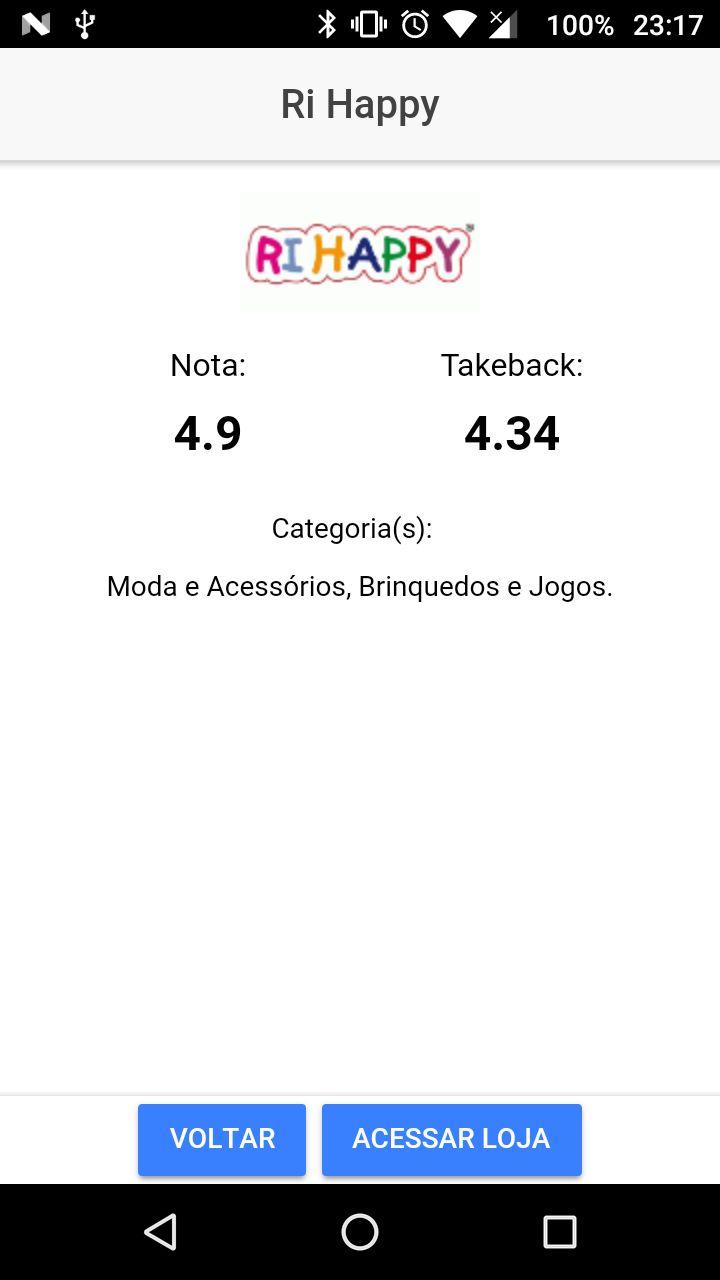 100% 23:17
Ri Happy
RI HAPPY
Nota: Takeback:
4.9 4.34
Categoria(s):
Moda e Acessórios, Brinquedos e Jogos.
VOLTAR ACESSAR LOJA